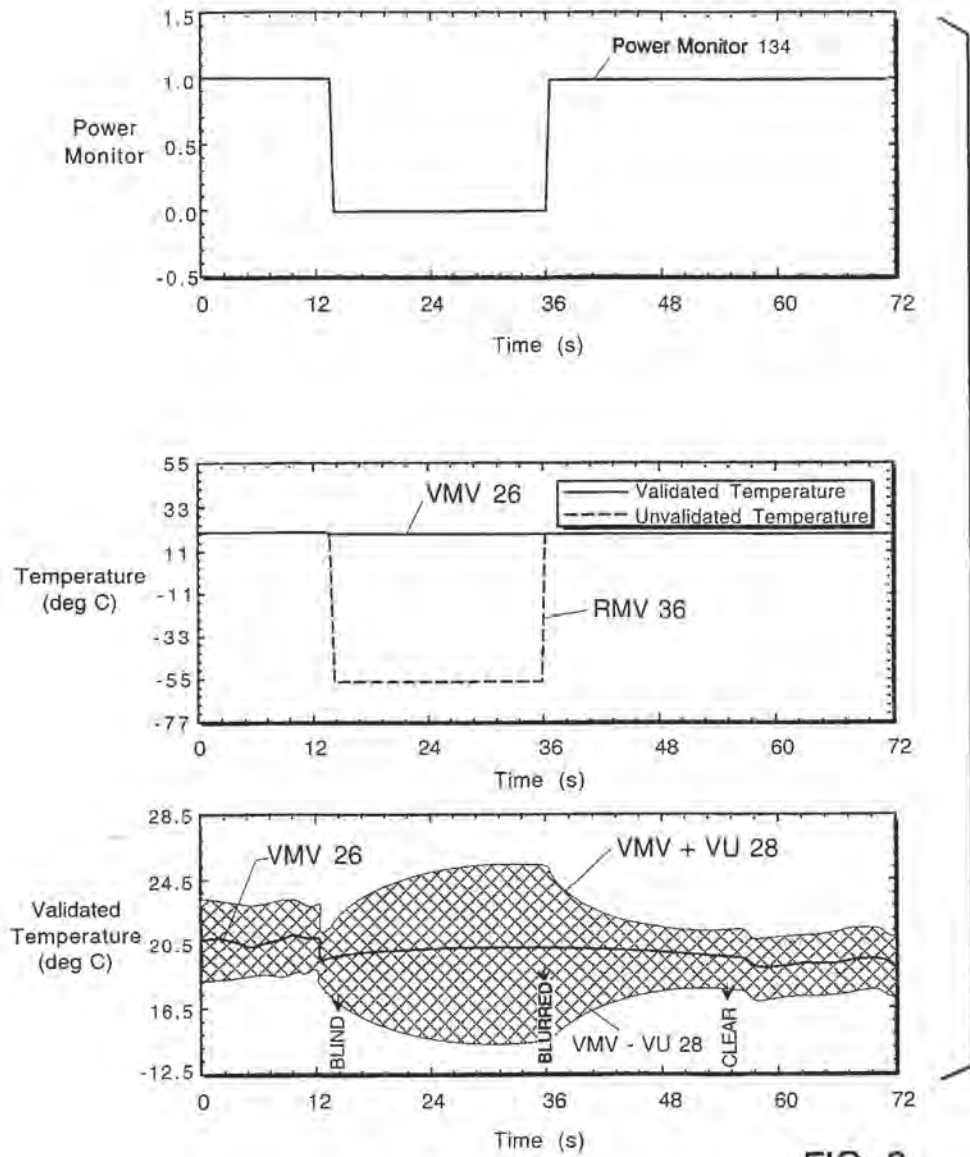 1.5
1.0
0.5
0.0
-0.5
Power
Monitor
Power Monitor 134
0 12 24 36 48 60 72
Time (s)
55
33
11
-11
-33
-55
-77
Temperature
(deg C)
VMV 26
Validated Temperature
Unvalidated Temperature
RMV 36
0 12 24 36 48 60 72
Time (s)
28.5
24.5
20.5
16.5
-12.5
Validated
Temperature
(deg C)
VMV 26
VMV + VU 28
BLIND
BLURRED
VMV - VU 28
CLEAR
0 12 24 36 48 60 72
Time (s)
FIG.